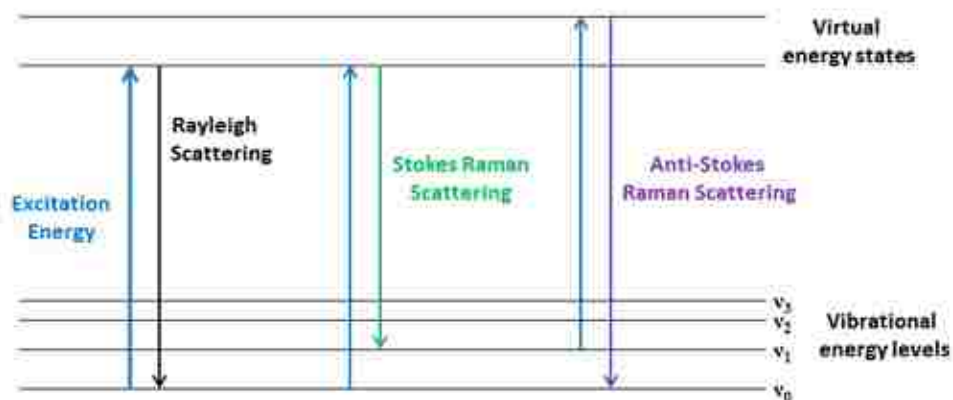 Virtual
energy states
Rayleigh
Scattering
Stokes Raman
Scattering
Anti-Stokes
Raman Scattering
Excitation
Energy
v3
v2
v1
v0
Vibrational
energy levels